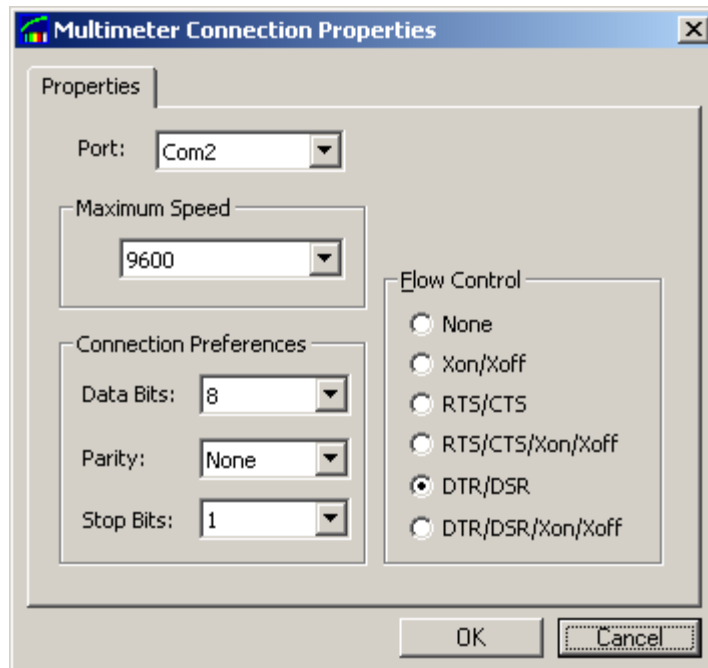 Multimeter Connection Properties
Properties
Port: Com2
Maximum Speed
9600
Connection Preferences
Data Bits: 8
Parity: None
Stop Bits: 1
Flow Control
None
Xon/Xoff
RTS/CTS
RTS/CTS/Xon/Xoff
DTR/DSR
DTR/DSR/Xon/Xoff
OK Cancel